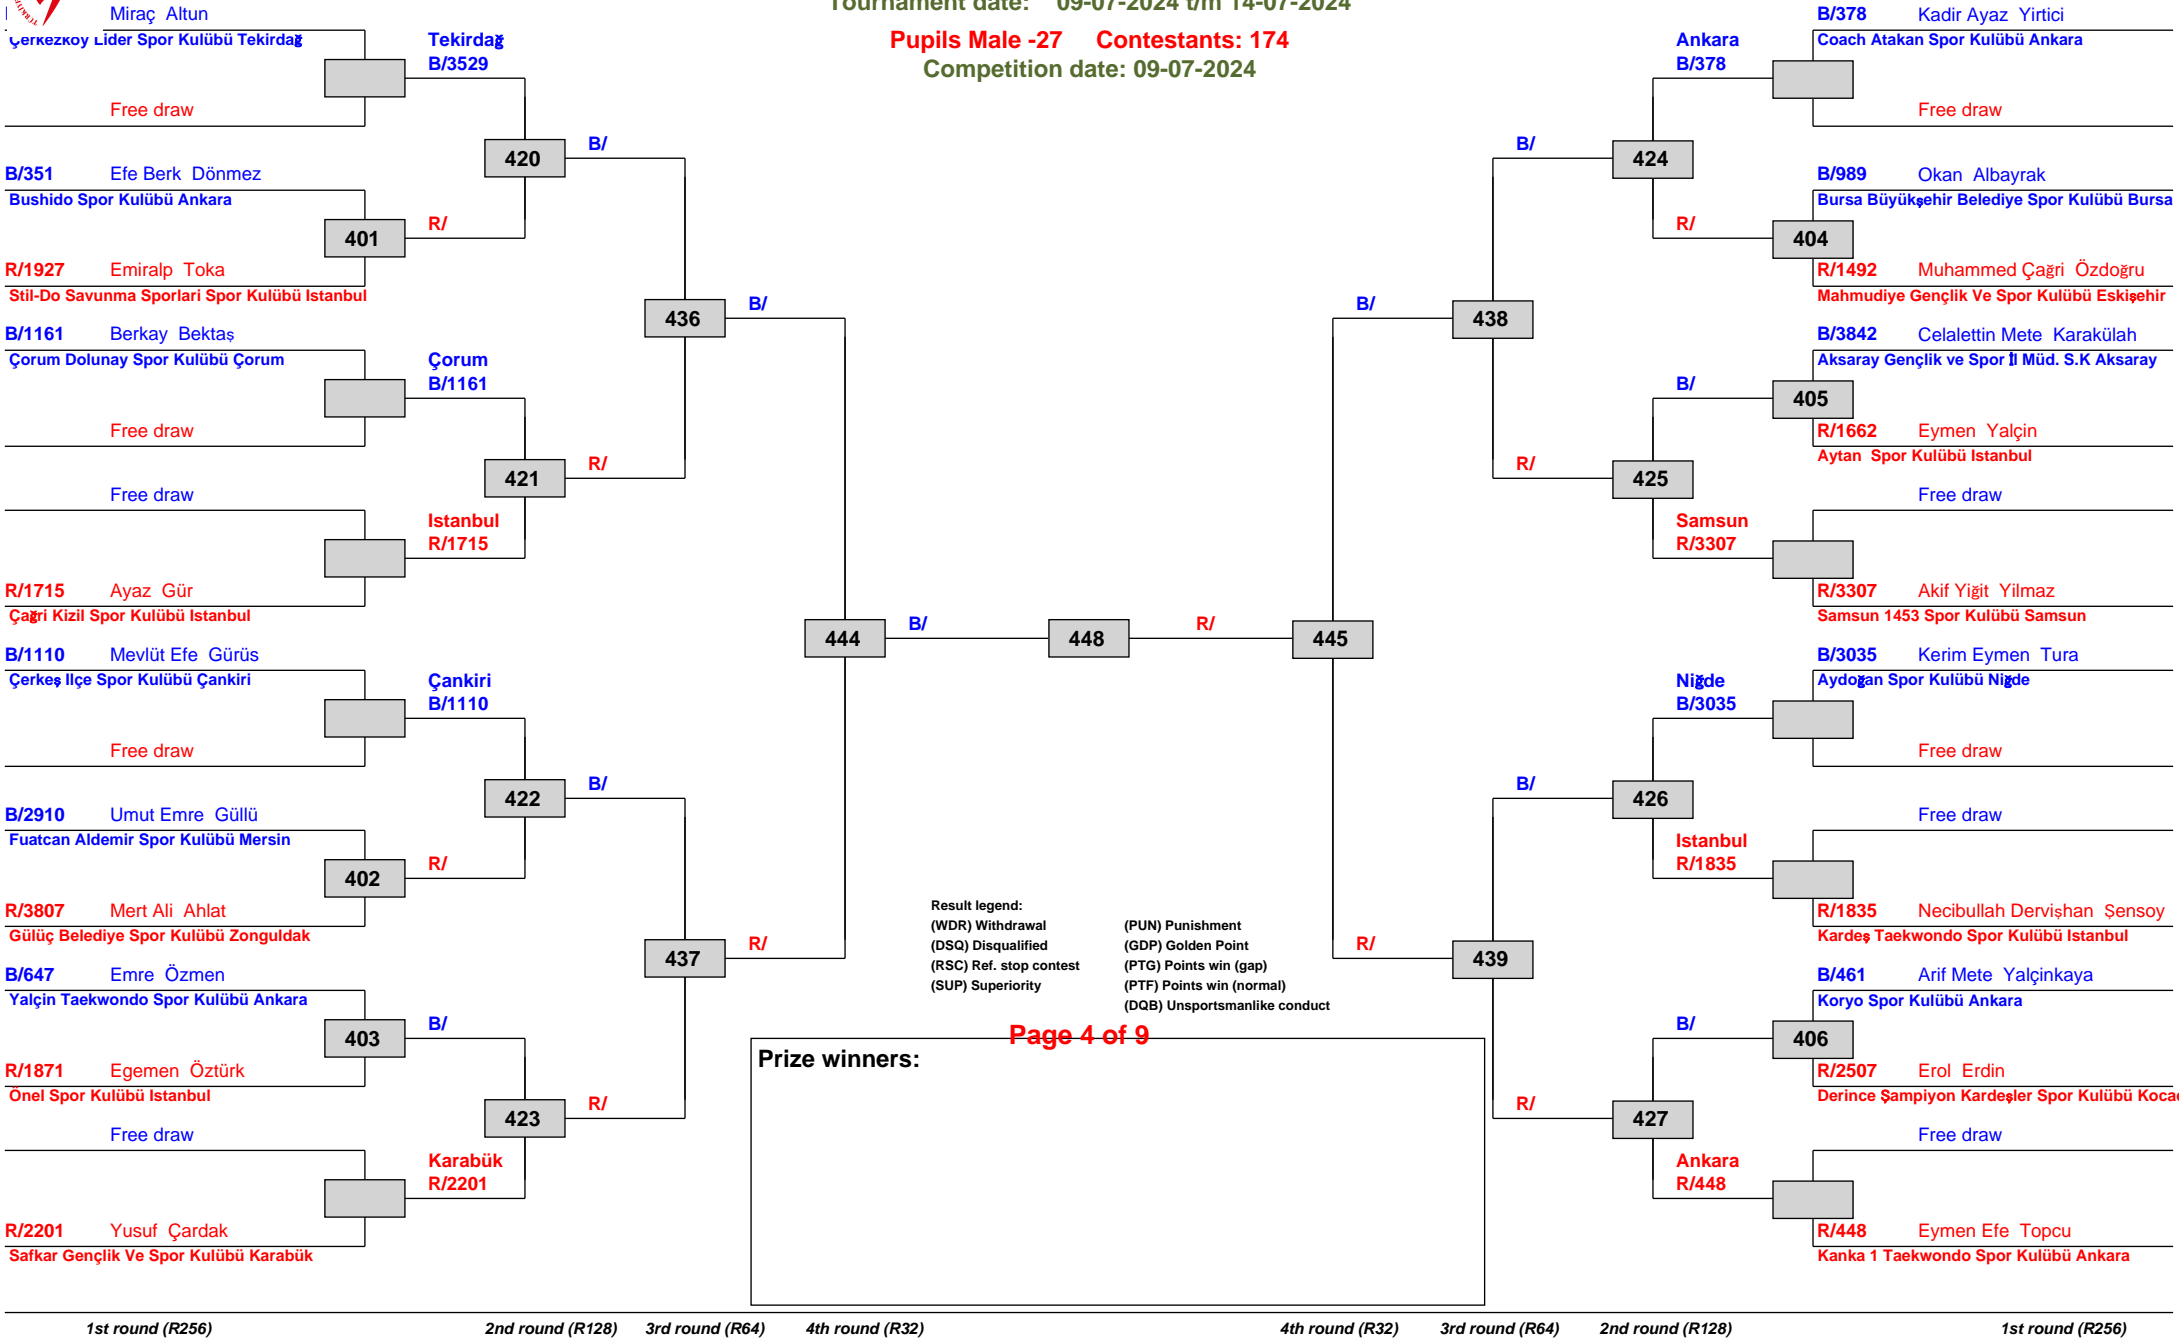 Tournament date: 09-07-2024 t/m 14-07-2024
Pupils Male -27 Contestants: 174
Competition date: 09-07-2024
Miraç Altun
Çerkezköy Lider Spor Kulübü Tekirdağ
Tekirdağ
B/3529
Free draw
420
B/
B/351 Efe Berk Dönmez
Bushido Spor Kulübü Ankara
401
R/
R/1927 Emiralp Toka
Stil-Do Savunma Sporlari Spor Kulübü Istanbul
436
B/
B/1161 Berkay Bektaş
Çorum Dolunay Spor Kulübü Çorum
Çorum
B/1161
Free draw
421
R/
Free draw
Istanbul
R/1715
R/1715 Ayaz Gür
Çağri Kizil Spor Kulübü Istanbul
444
B/
448
R/
445
B/1110 Mevlüt Efe Gürüs
Çerkeş Ilçe Spor Kulübü Çankiri
Çankiri
B/1110
Free draw
422
B/
B/2910 Umut Emre Güllü
Fuatcan Aldemir Spor Kulübü Mersin
402
R/
R/3807 Mert Ali Ahlat
Gülüç Belediye Spor Kulübü Zonguldak
437
R/
B/647 Emre Özmen
Yalçin Taekwondo Spor Kulübü Ankara
403
B/
R/1871 Egemen Öztürk
Önel Spor Kulübü Istanbul
423
R/
Free draw
Karabük
R/2201
R/2201 Yusuf Çardak
Safkar Gençlik Ve Spor Kulübü Karabük
B/378 Kadir Ayaz Yirtici
Coach Atakan Spor Kulübü Ankara
Ankara
B/378
Free draw
B/
424
B/989 Okan Albayrak
Bursa Büyükşehir Belediye Spor Kulübü Bursa
R/
404
R/1492 Muhammed Çağri Özdoğru
Mahmudiye Gençlik Ve Spor Kulübü Eskişehir
B/
438
B/3842 Celalettin Mete Karakülah
Aksaray Gençlik ve Spor İl Müd. S.K Aksaray
B/
405
R/1662 Eymen Yalçin
Aytan Spor Kulübü Istanbul
R/
425
Free draw
Samsun
R/3307
R/3307 Akif Yiğit Yilmaz
Samsun 1453 Spor Kulübü Samsun
B/3035 Kerim Eymen Tura
Aydoğan Spor Kulübü Niğde
Niğde
B/3035
Free draw
B/
426
Free draw
Istanbul
R/1835
R/1835 Necibullah Dervişhan Şensoy
Kardeş Taekwondo Spor Kulübü Istanbul
R/
439
B/461 Arif Mete Yalçinkaya
Koryo Spor Kulübü Ankara
B/
406
R/2507 Erol Erdin
Derince Şampiyon Kardeşler Spor Kulübü
R/
427
Free draw
Ankara
R/448
R/448 Eymen Efe Topcu
Kanka 1 Taekwondo Spor Kulübü Ankara
Result legend:
(WDR) Withdrawal (PUN) Punishment
(DSQ) Disqualified (GDP) Golden Point
(RSC) Ref. stop contest (PTG) Points win (gap)
(SUP) Superiority (PTF) Points win (normal)
(DQB) Unsportsmanlike conduct
Page 4 of 9
Prize winners:
1st round (R256) 2nd round (R128) 3rd round (R64) 4th round (R32) 4th round (R32) 3rd round (R64) 2nd round (R128) 1st round (R256)